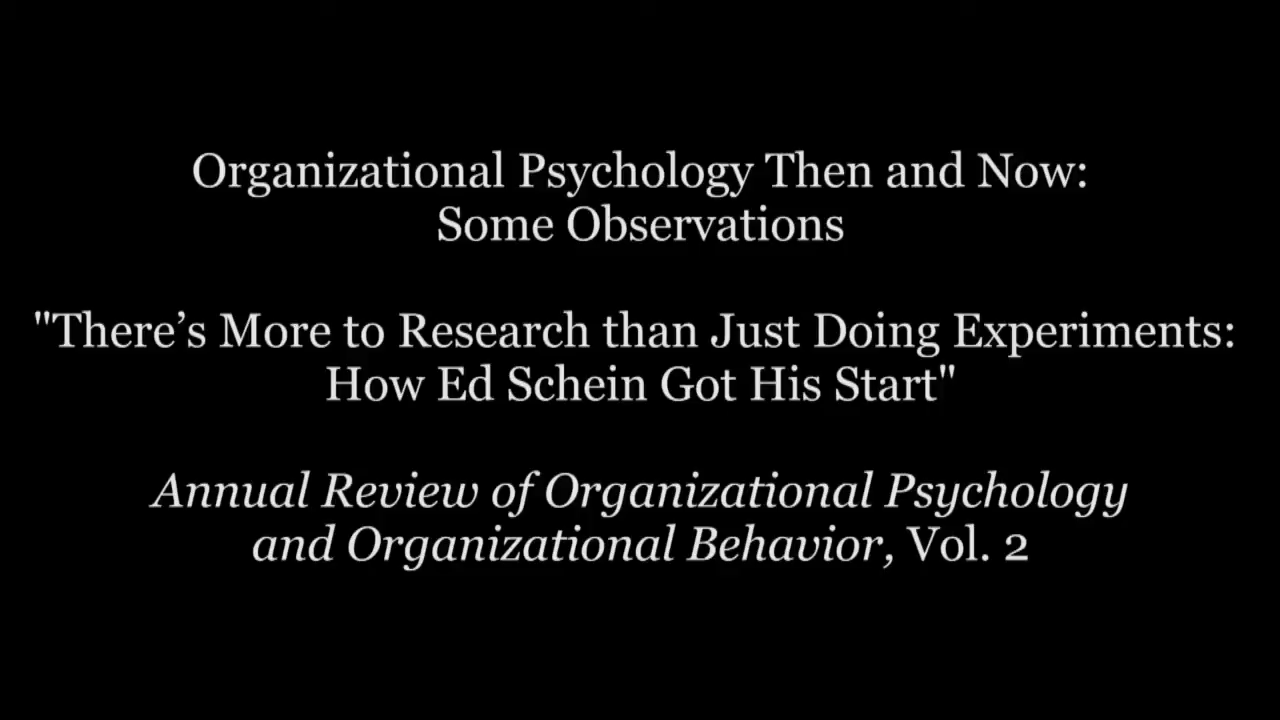 Organizational Psychology Then and Now:
Some Observations
"There’s More to Research than Just Doing Experiments:
How Ed Schein Got His Start"
Annual Review of Organizational Psychology
and Organizational Behavior, Vol. 2